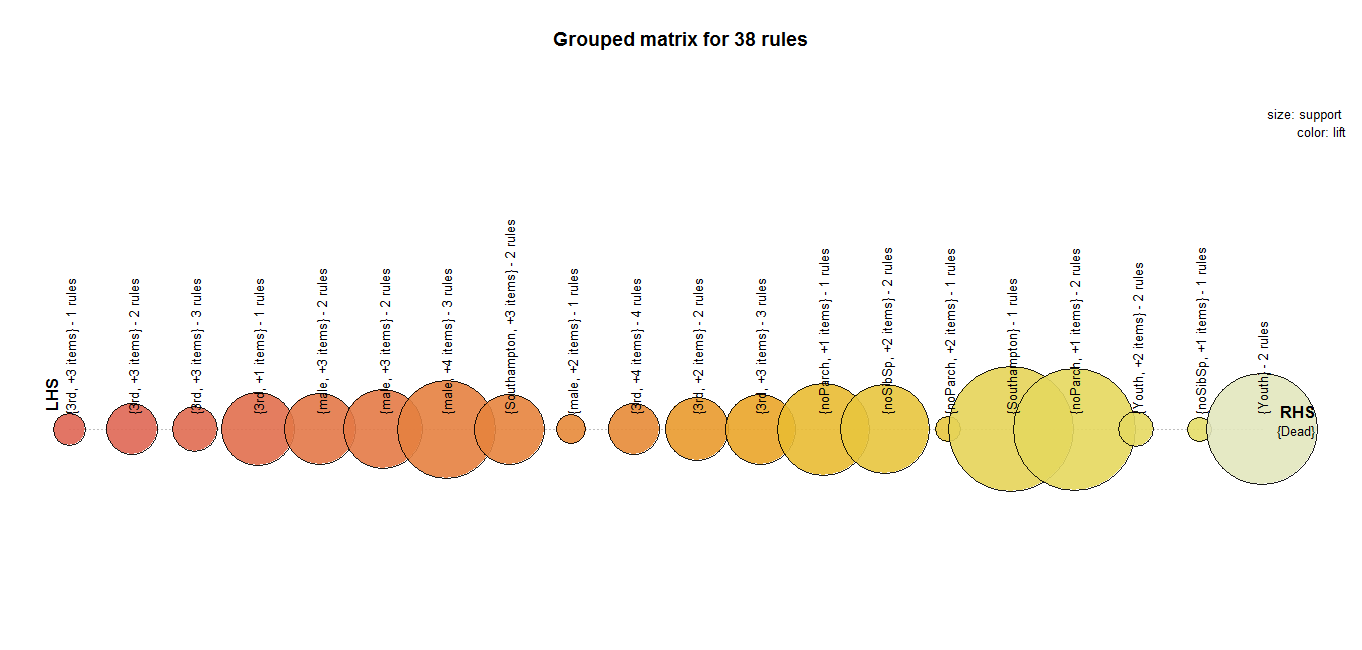 Grouped matrix for 38 rules
size: support
color: lift
LHS
{3rd, +3 items} - 1 rules
{3rd, +3 items} - 2 rules
{3rd, +3 items} - 3 rules
{3rd, +1 items} - 1 rules
{male, +3 items} - 2 rules
{male, +3 items} - 2 rules
{male, +4 items} - 3 rules
{Southampton, +3 items} - 2 rules
{male, +2 items} - 1 rules
{3rd, +4 items} - 4 rules
{3rd, +2 items} - 2 rules
{3rd, +3 items} - 3 rules
{noParch, +1 items} - 1 rules
{noSibSp, +2 items} - 2 rules
{noParch, +2 items} - 1 rules
{Southampton} - 1 rules
{noParch, +1 items} - 2 rules
{Youth, +2 items} - 2 rules
{noSibSp, +1 items} - 1 rules
{Youth} - 2 rules
RHS
{Dead}